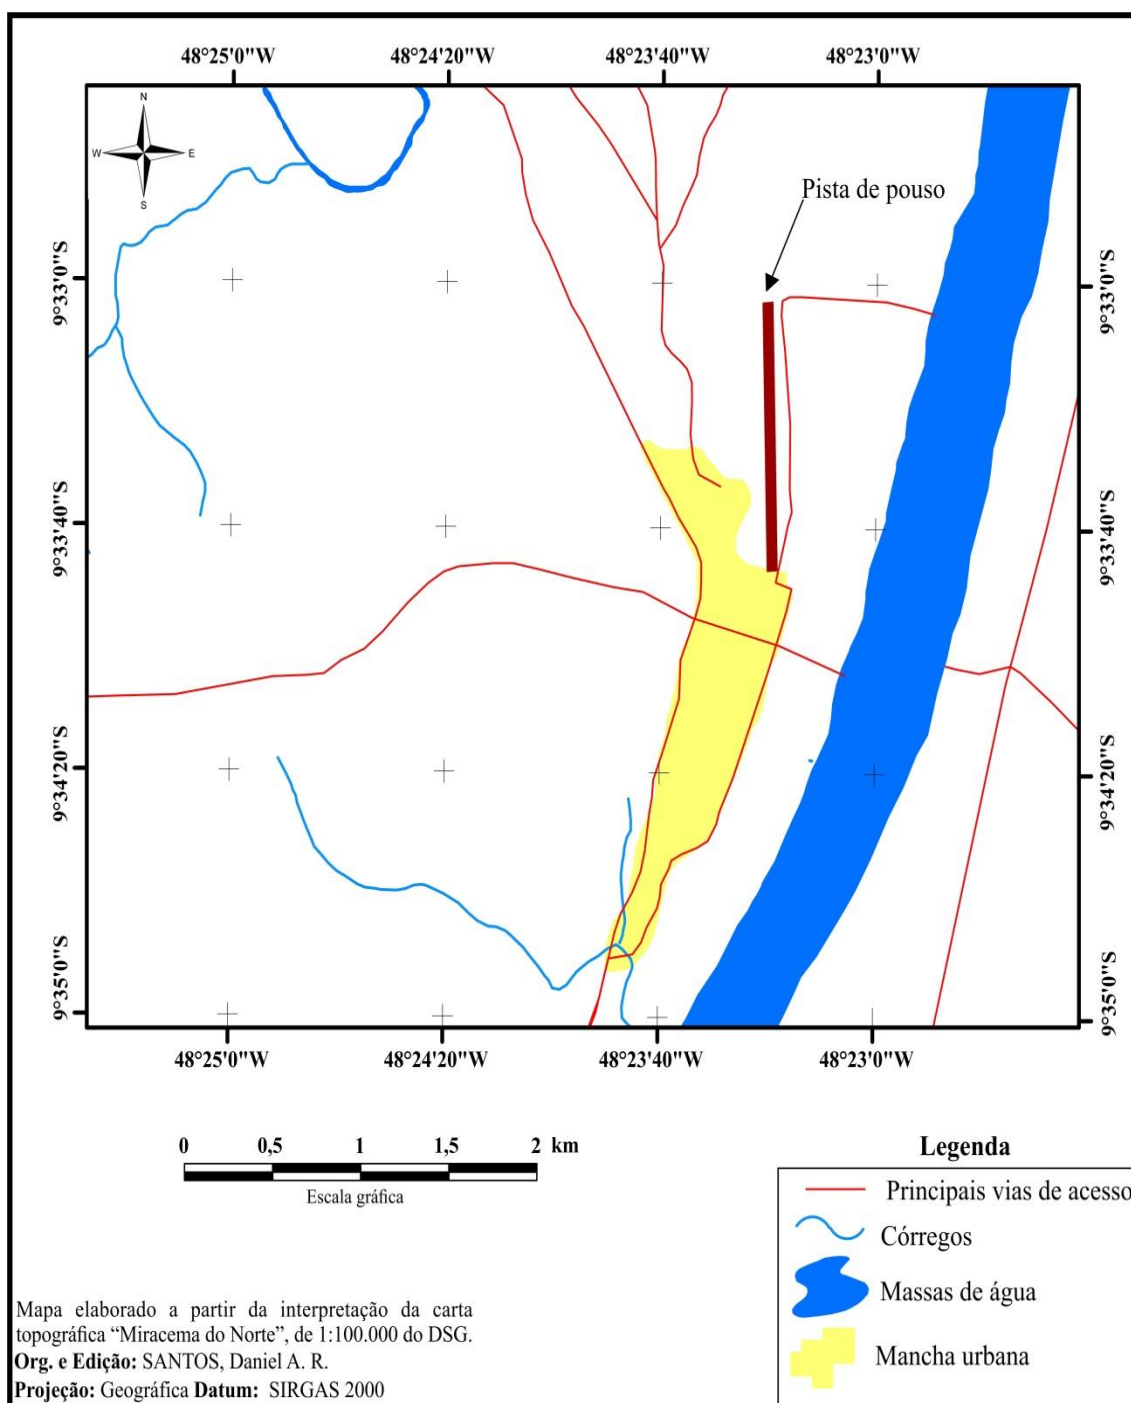 48°25'0"W 48°24'20"W 48°23'40"W 48°23'0"W
N
W E
S
Pista de pouso
9°33'0"S 9°33'0"S
9°33'40"S 9°33'40"S
9°34'20"S 9°34'20"S
9°35'0"S 9°35'0"S
48°25'0"W 48°24'20"W 48°23'40"W 48°23'0"W
0 0,5 1 1,5 2 km
Escala gráfica
Legenda
Principais vias de acesso
Córregos
Massas de água
Mancha urbana
Mapa elaborado a partir da interpretação da carta
topográfica “Miracema do Norte”, de 1:100.000 do DSG.
Org. e Edição: SANTOS, Daniel A. R.
Projeção: Geográfica Datum: SIRGAS 2000